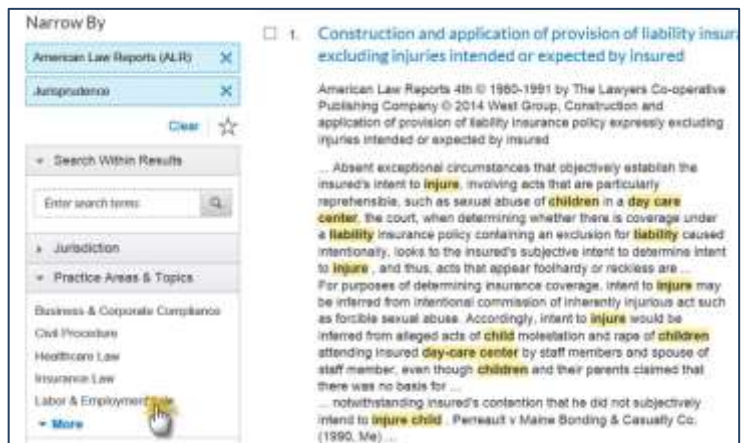 Narrow By
American Law Reports (ALR)
Jurisprudence
Clear
Search Within Results
Enter search terms
Jurisdiction
Practice Areas & Topics
Business & Corporate Compliance
Civil Procedure
Healthcare Law
Insurance Law
Labor & Employment
More
1. Construction and application of provision of liability insur
excluding injuries intended or expected by insured
American Law Reports 4th © 1980-1991 by The Lawyers Co-operative
Publishing Company © 2014 West Group, Construction and
application of provision of liability insurance policy expressly excluding
injuries intended or expected by insured
... Absent exceptional circumstances that objectively establish the
insured's intent to injure, involving acts that are particularly
reprehensible, such as sexual abuse of children in a day care
center, the court, when determining whether there is coverage under
a liability insurance policy containing an exclusion for liability caused
intentionally, looks to the insured's subjective intent to determine intent
to injure , and thus, acts that appear foolhardy or reckless are ...
For purposes of determining insurance coverage, intent to injure may
be inferred from intentional commission of inherently injurious act such
as forcible sexual abuse. Accordingly, intent to injure would be
inferred from alleged acts of child molestation and rape of children
attending insured day-care center by staff members and spouse of
staff member, even though children and their parents claimed that
there was no basis for ...
... notwithstanding insured's contention that he did not subjectively
intend to injure child . Perreault v Maine Bonding & Casualty Co.
(1990, Me) ...